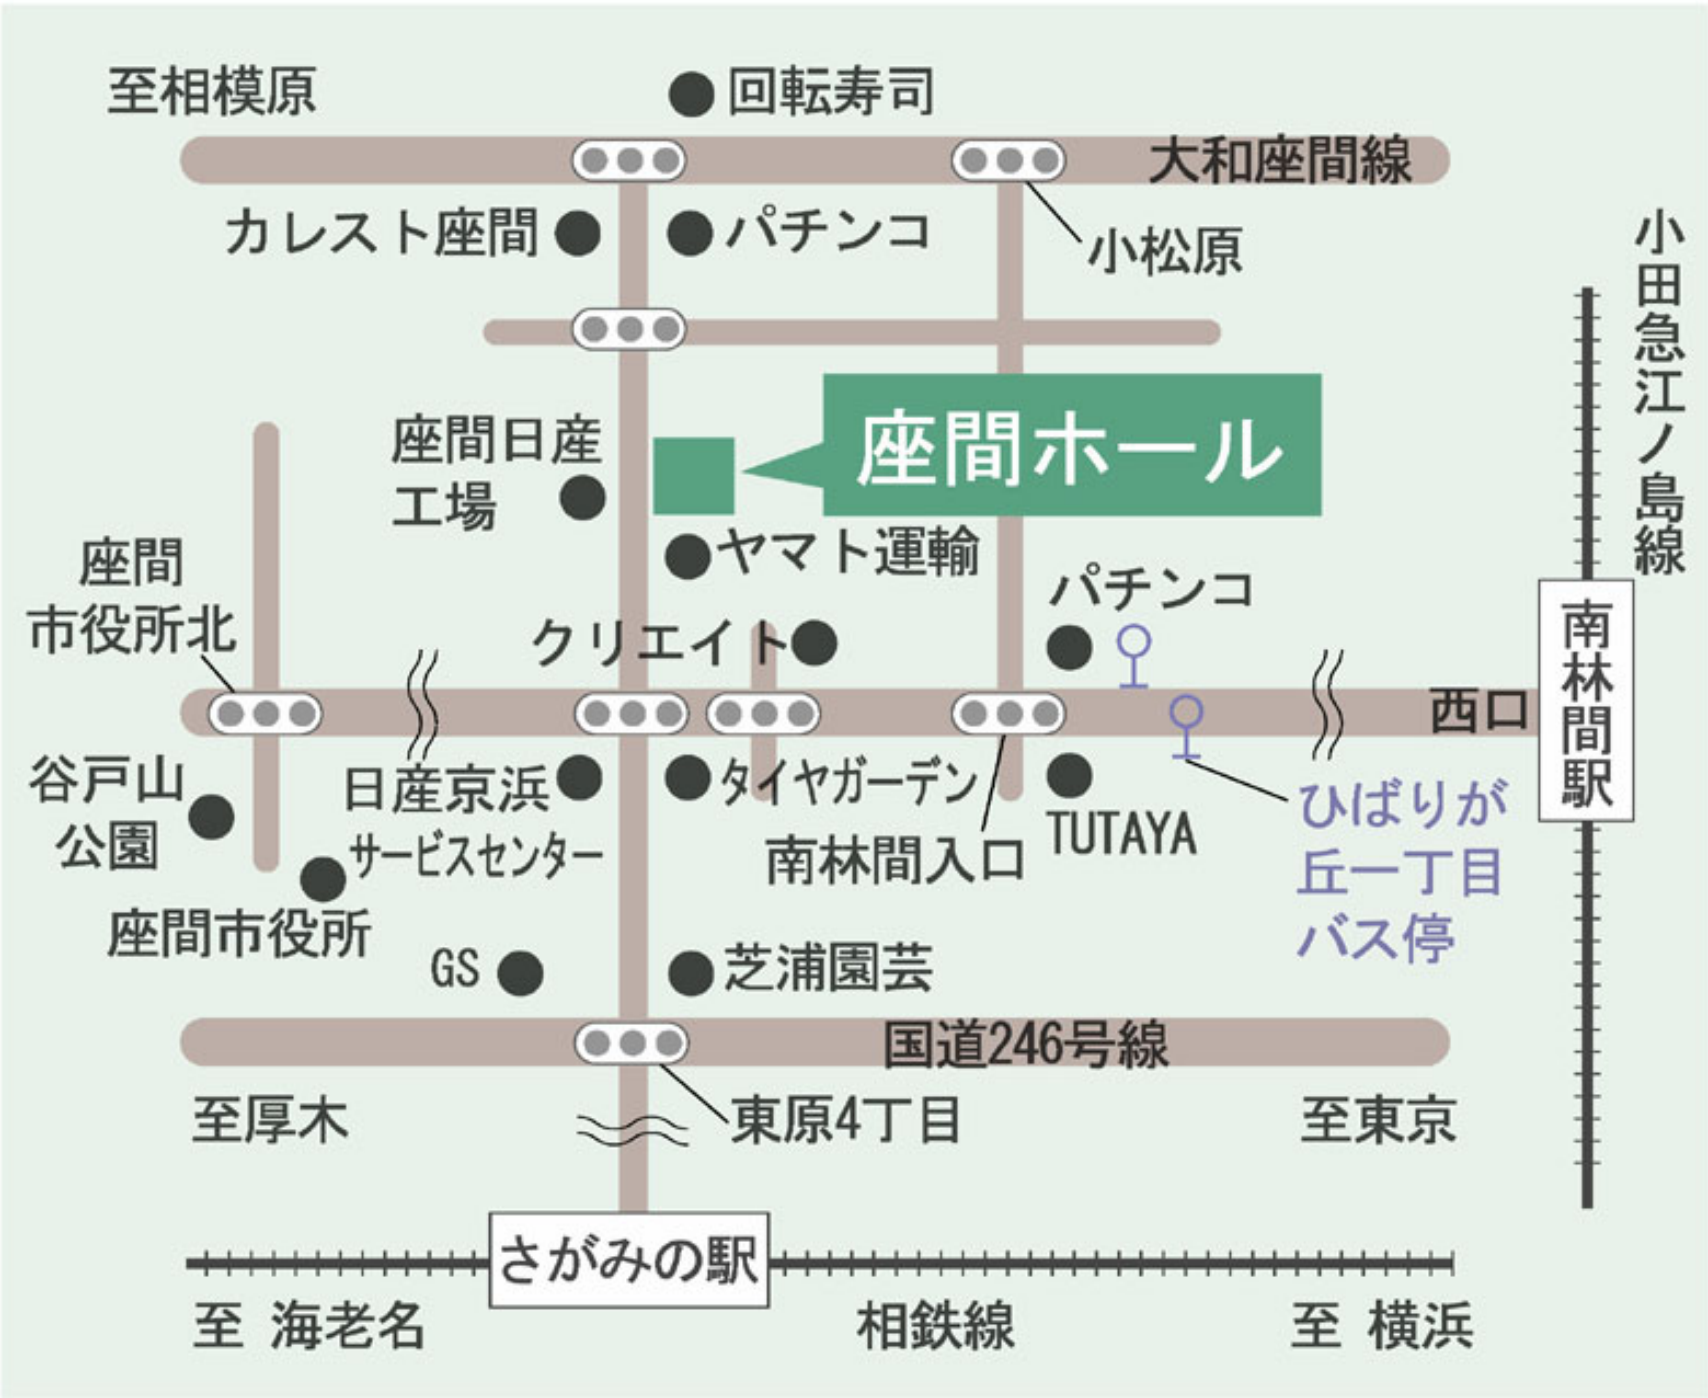 至相模原
回転寿司
大和座間線
カレスト座間
パチンコ
小松原
小田急江ノ島線
座間日産
工場
座間ホール
ヤマト運輸
座間
市役所北
クリエイト
パチンコ
西口
南林間駅
谷戸山
公園
日産京浜
サービスセンター
タイヤガーデン
南林間入口
TUTAYA
ひばりが
丘一丁目
バス停
座間市役所
GS
芝浦園芸
国道246号線
至厚木
東原4丁目
至東京
さがみの駅
至 海老名
相鉄線
至 横浜